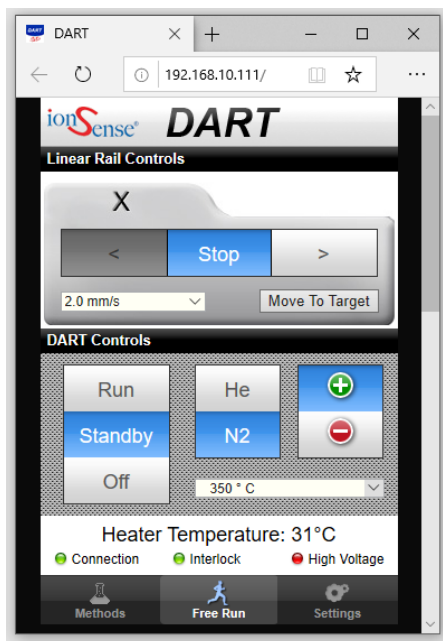 DART
192.168.10.111/
ionSense® DART
Linear Rail Controls
X
< Stop >
2.0 mm/s Move To Target
DART Controls
Run He
Standby N2
Off
350 ° C
Heater Temperature: 31°C
Connection Interlock High Voltage
Methods Free Run Settings